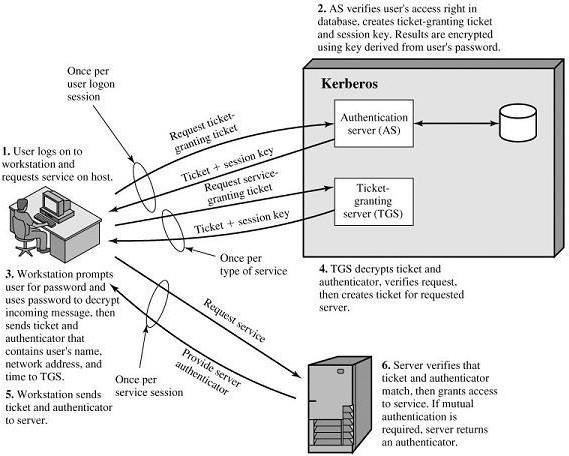 2. AS verifies user's access right in
database, creates ticket-granting ticket
and session key. Results are encrypted
using key derived from user's password.
Once per
user logon
session
Kerberos
Request ticket-
granting ticket
Authentication
server (AS)
1. User logs on to
workstation and
requests service on host.
Ticket + session key
Request service-
granting ticket
Ticket-
granting
server (TGS)
Ticket + session key
Once per
type of service
3. Workstation prompts
user for password and
uses password to decrypt
incoming message, then
sends ticket and
authenticator that
contains user's name,
network address, and
time to TGS.
4. TGS decrypts ticket and
authenticator, verifies request,
then creates ticket for requested
server.
Request service
Provide server
authenticator
Once per
service session
5. Workstation sends
ticket and authenticator
to server.
6. Server verifies that
ticket and authenticator
match, then grants access
to service. If mutual
authentication is
required, server returns
an authenticator.